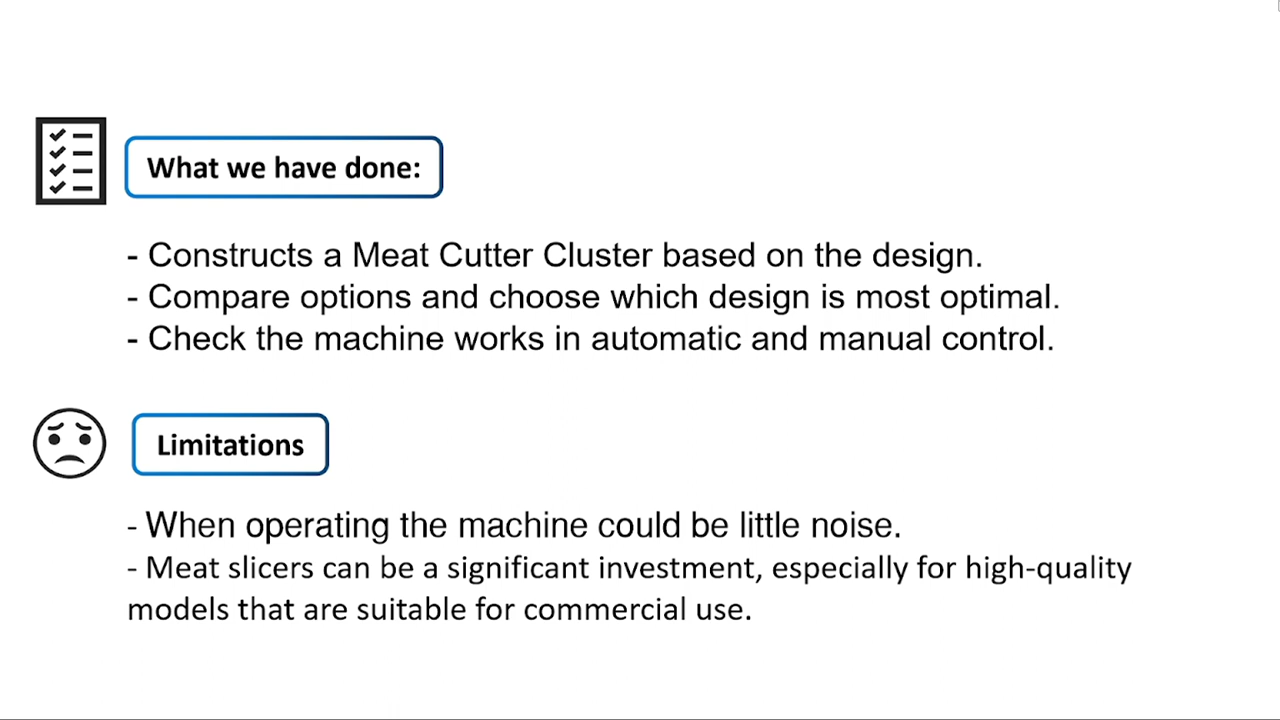 What we have done:
- Constructs a Meat Cutter Cluster based on the design.
- Compare options and choose which design is most optimal.
- Check the machine works in automatic and manual control.
Limitations
- When operating the machine could be little noise.
- Meat slicers can be a significant investment, especially for high-quality
models that are suitable for commercial use.